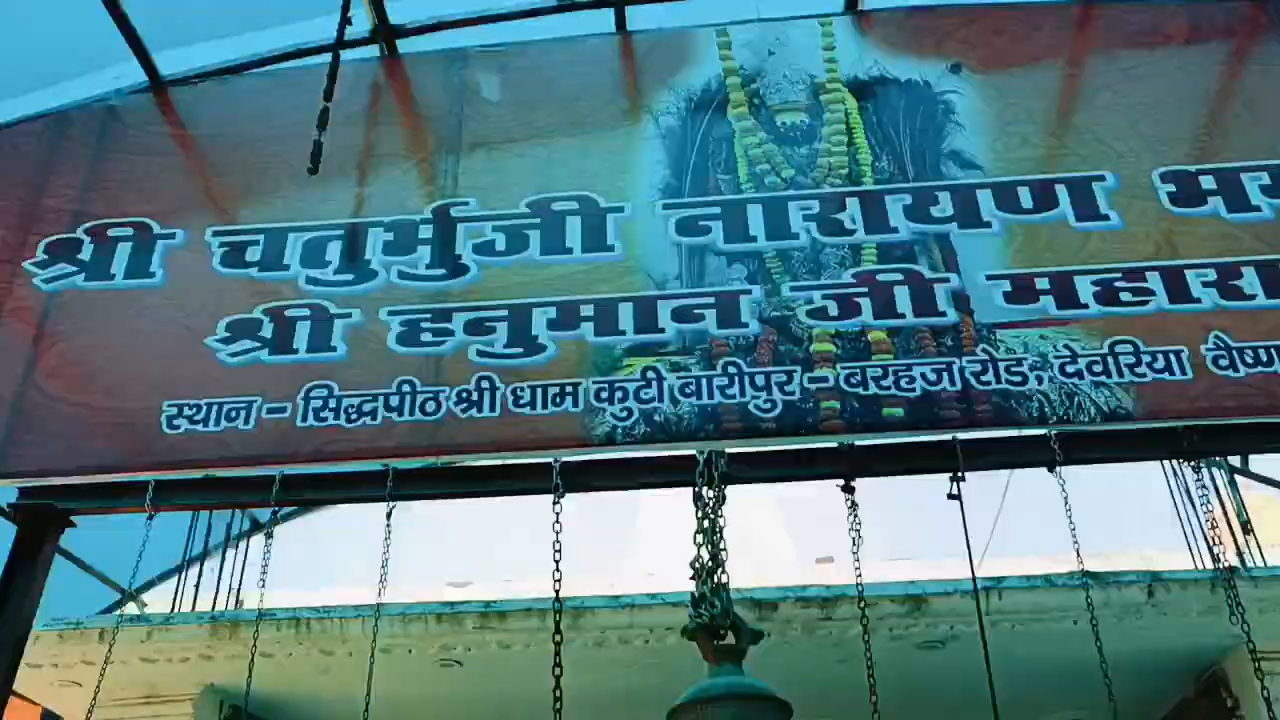 श्री चतुर्भुजी नारायण
श्री हनुमान जी
स्थान - सिद्धपीठ श्री धाम कुटी बारीपुर - बरहज रोड, देवरिया